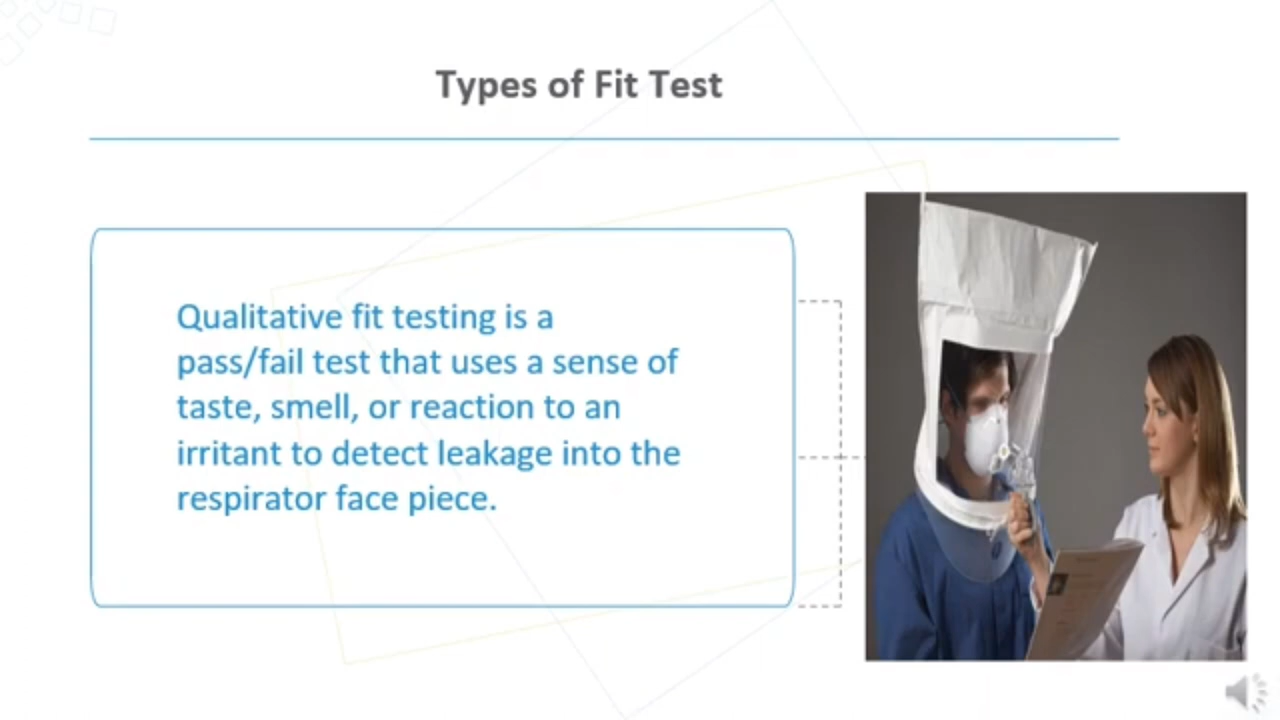 Types of Fit Test
Qualitative fit testing is a
pass/fail test that uses a sense of
taste, smell, or reaction to an
irritant to detect leakage into the
respirator face piece.